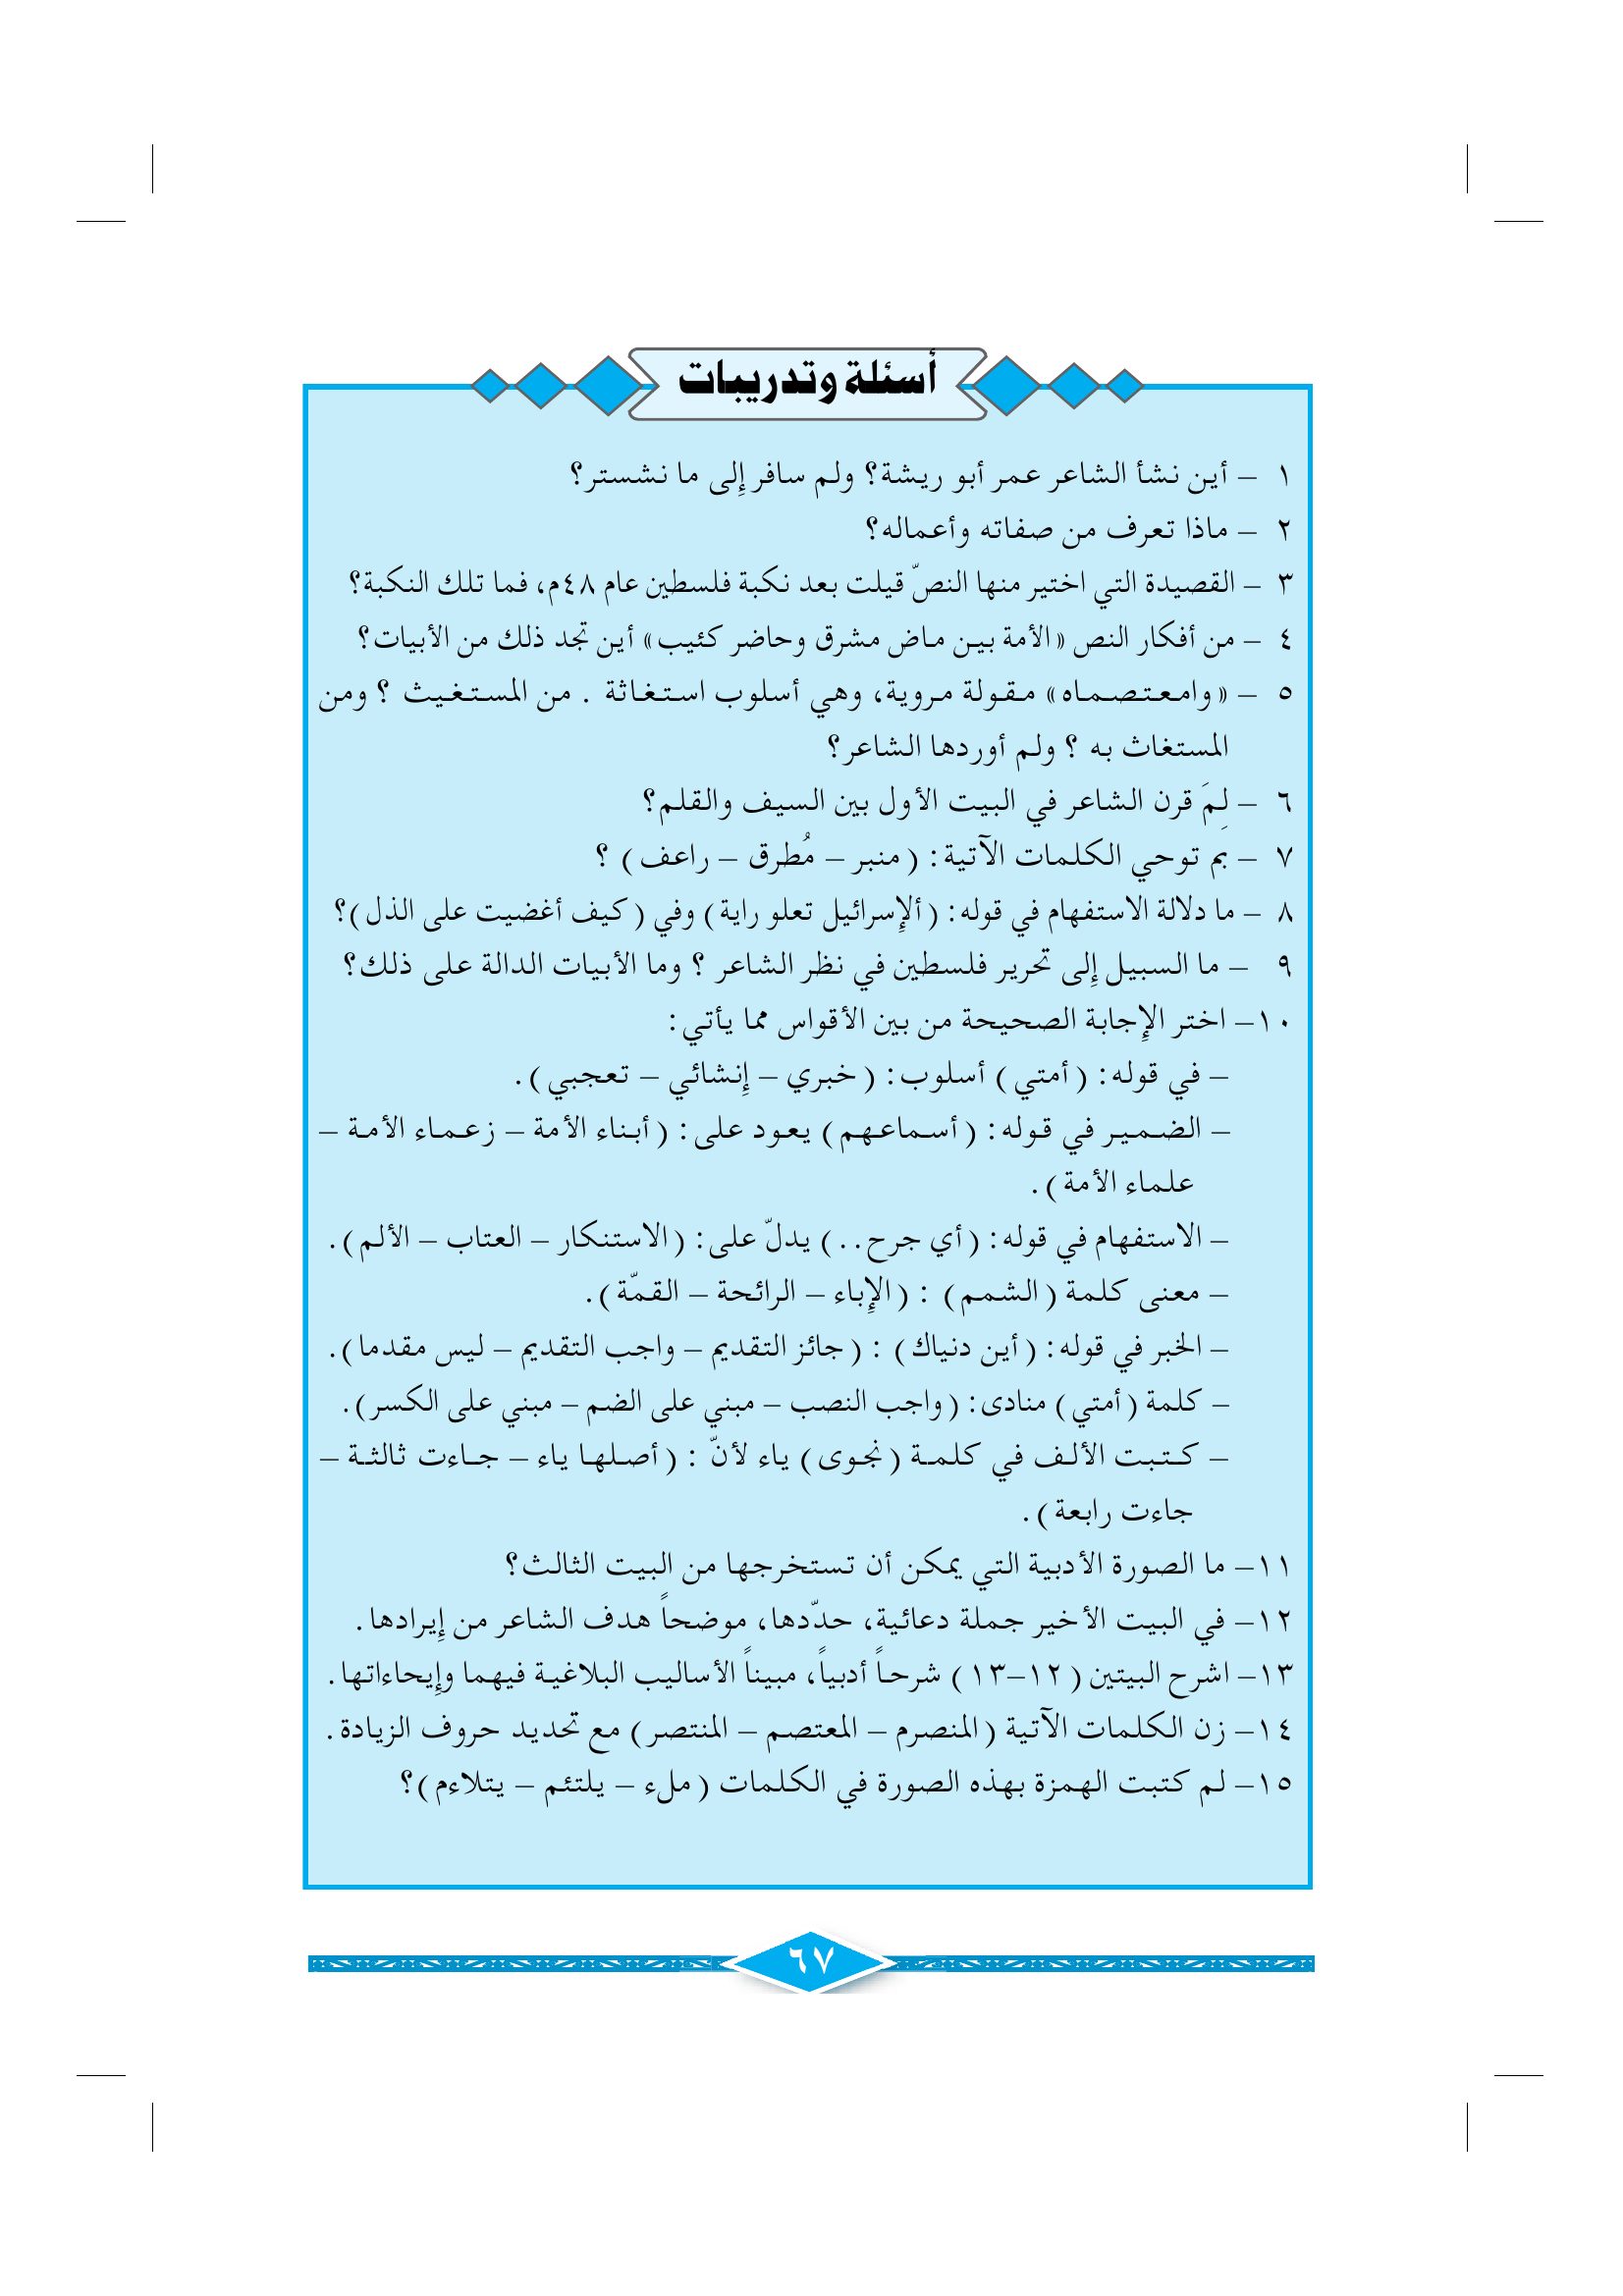 أسئلة وتدريبات
١ – أين نشأ الشاعر عمر أبو ريشة؟ ولم سافر إِلى ما نشستر؟
٢ – ماذا تعرف من صفاته وأعماله؟
٣ – القصيدة التي اختير منها النصّ قيلت بعد نكبة فلسطين عام ٤٨م، فما تلك النكبة؟
٤ – من أفكار النص «الأمة بين ماض مشرق وحاضر كئيب» أين تجد ذلك من الأبيات؟
٥ – «وامعتصماه» مقولة مروية، وهي أسلوب استغاثة . من المستغيث ؟ ومن
المستغاث به ؟ ولم أوردها الشاعر؟
٦ – لِمَ قرن الشاعر في البيت الأول بين السيف والقلم؟
٧ – بِم توحي الكلمات الآتية: (منبر – مُطرق – راعف) ؟
٨ – ما دلالة الاستفهام في قوله: (ألإِسرائيل تعلو راية) وفي (كيف أغضيت على الذل)؟
٩ – ما السبيل إِلى تحرير فلسطين في نظر الشاعر ؟ وما الأبيات الدالة على ذلك؟
١٠– اختر الإِجابة الصحيحة من بين الأقواس مما يأتي:
– في قوله: (أمتي) أسلوب: (خبري – إِنشائي – تعجبي).
– الضمير في قوله: (أسماعهم) يعود على: (أبناء الأمة – زعماء الأمة –
علماء الأمة).
– الاستفهام في قوله: (أي جرح..) يدلّ على: (الاستنكار – العتاب – الألم).
– معنى كلمة (الشمم) : (الإِباء – الرائحة – القمّة).
– الخبر في قوله: (أين دنياك) : (جائز التقديم – واجب التقديم – ليس مقدما).
– كلمة (أمتي) منادى: (واجب النصب – مبني على الضم – مبني على الكسر).
– كتبت الألف في كلمة (نجوى) ياء لأنّ : (أصلها ياء – جاءت ثالثة –
جاءت رابعة).
١١– ما الصورة الأدبية التي يمكن أن تستخرجها من البيت الثالث؟
١٢– في البيت الأخير جملة دعائية، حدّدها، موضحاً هدف الشاعر من إِيرادها.
١٣– اشرح البيتين (١٢–١٣) شرحاً أدبياً، مبيناً الأساليب البلاغية فيهما وإِيحاءاتها.
١٤– زن الكلمات الآتية (المنصرم – المعتصم – المنتصر) مع تحديد حروف الزيادة.
١٥– لم كتبت الهمزة بهذه الصورة في الكلمات (ملء – يلتئم – يتلاءم)؟
٦٧